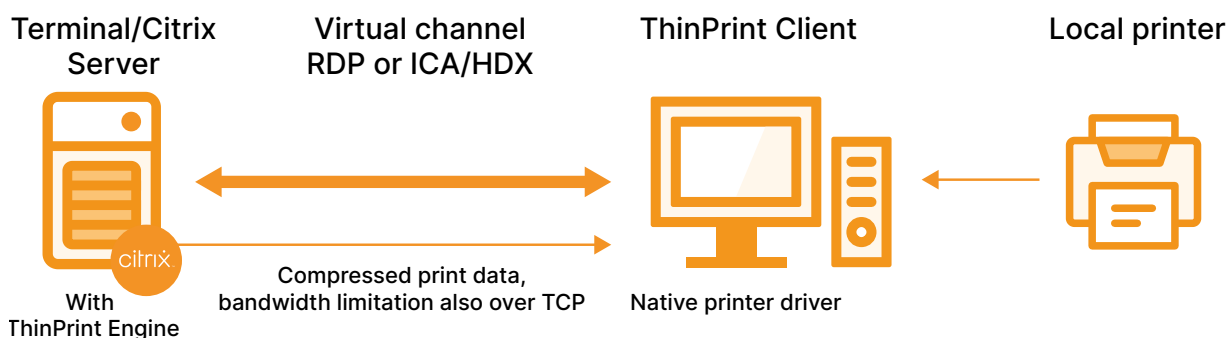 Terminal/Citrix
Server
Virtual channel
RDP or ICA/HDX
ThinPrint Client
Local printer
citrix
With
ThinPrint Engine
Compressed print data,
bandwidth limitation also over TCP
Native printer driver